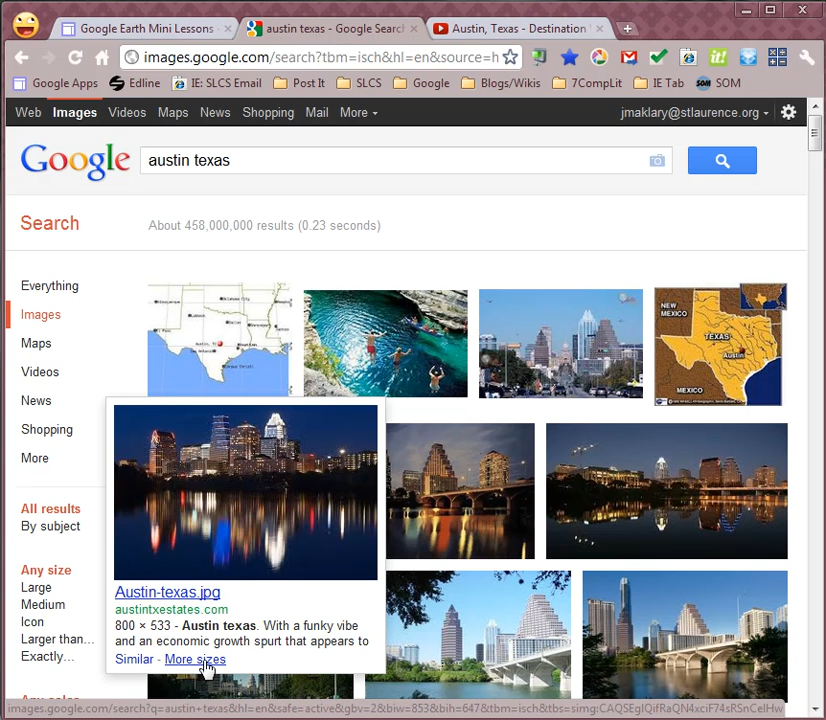 Google Earth Mini Lessons -
austin texas - Google Searc
Austin, Texas - Destination
images.google.com/search?tbm=isch&hl=en&source=h
Google Apps
Edline
IE: SLCS Email
Post It
SLCS
Google
Blogs/Wikis
7CompLit
IE Tab
SOM
Web Images Videos Maps News Shopping Mail More
jmaklary@stlaurence.org
Google
austin texas
Search
About 458,000,000 results (0.23 seconds)
Everything
Images
Maps
Videos
News
Shopping
More
All results
By subject
Any size
Large
Medium
Icon
Larger than...
Exactly...
NEW
MEXICO
TEXAS
Austin
MEXICO
Austin-texas.jpg
austintxestates.com
800 × 533 - Austin texas. With a funky vibe
and an economic growth spurt that appears to
Similar - More sizes
images.google.com/search?q=austin+texas&hl=en&safe=active&gbv=2&biw=853&bih=647&tbm=isch&tbs=simg:CAQSEglQifRaQN4xciF74sRSnCelHw